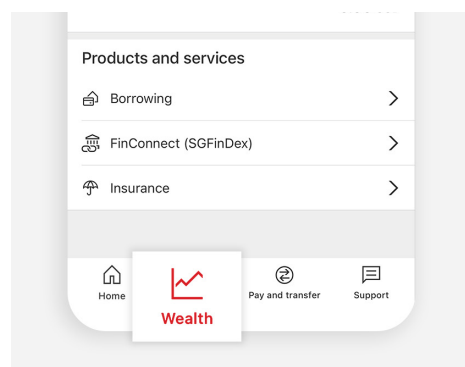 Products and services
Borrowing
FinConnect (SGFinDex)
Insurance
Home
Wealth
Pay and transfer
Support